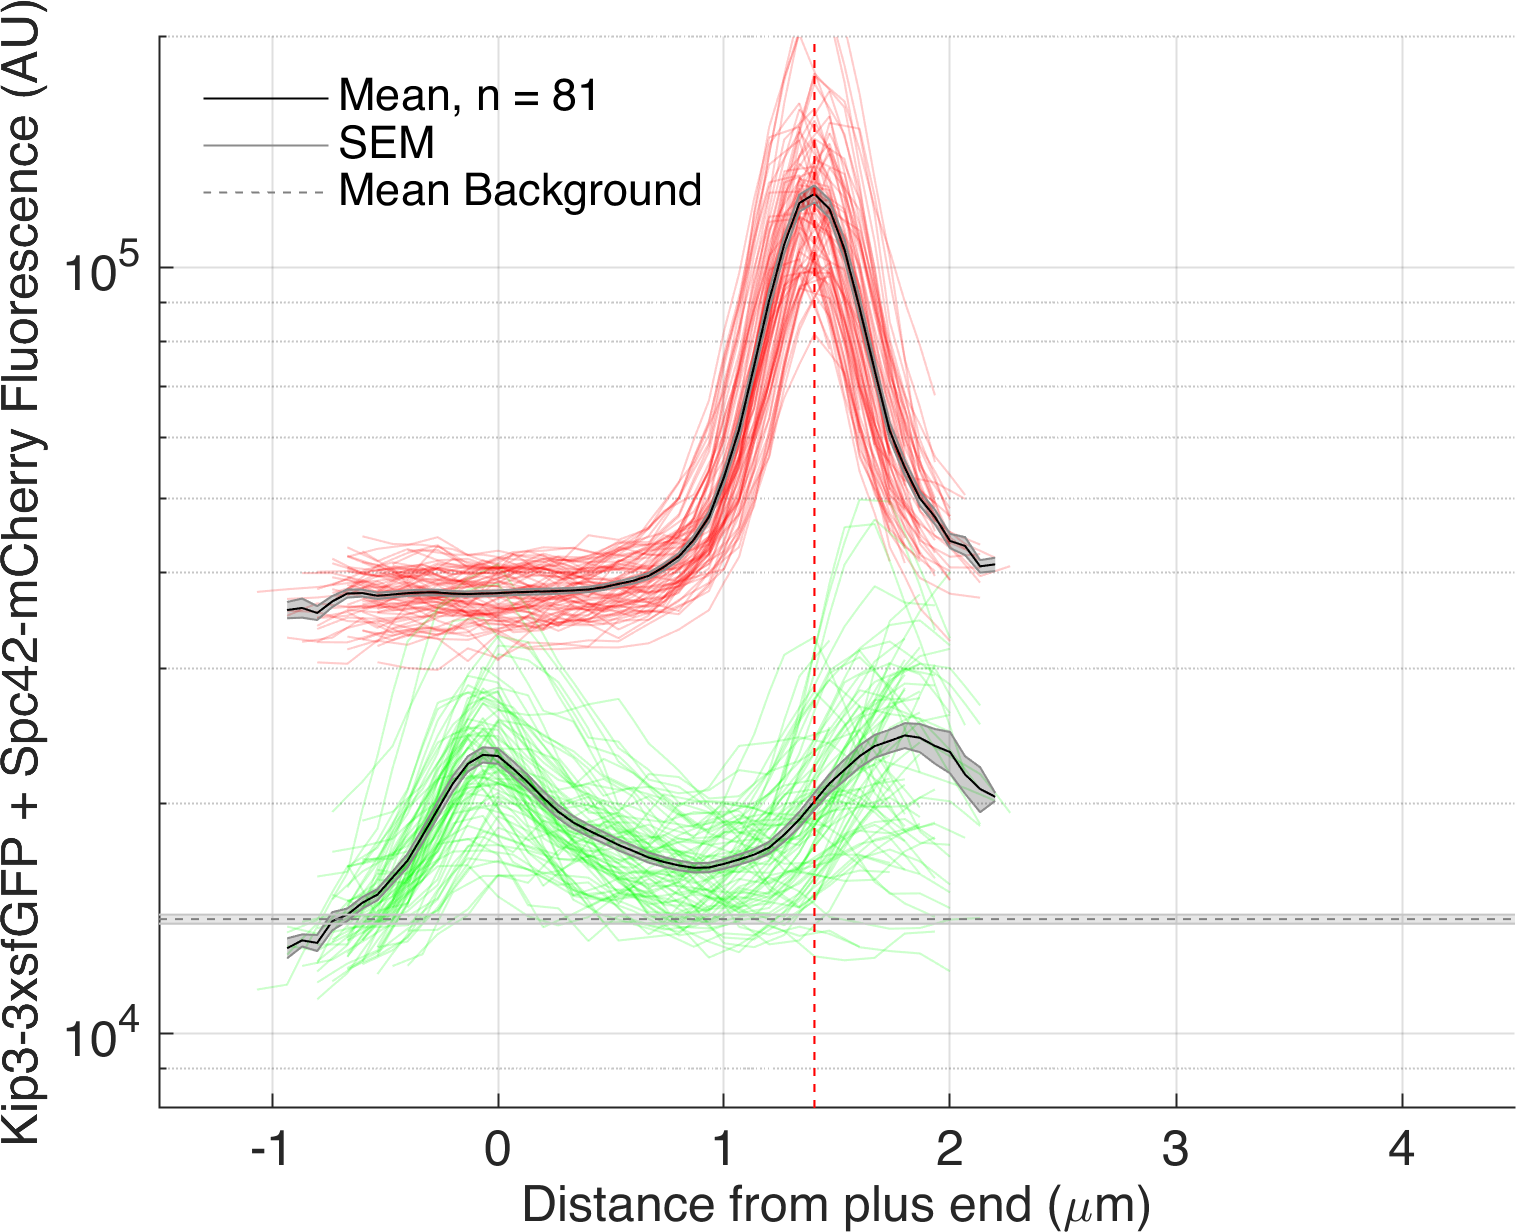 Kip3-3xsfGFP + Spc42-mCherry Fluorescence (AU)
Mean, n = 81
SEM
Mean Background
10^5
10^4
-1 0 1 2 3 4
Distance from plus end (μm)